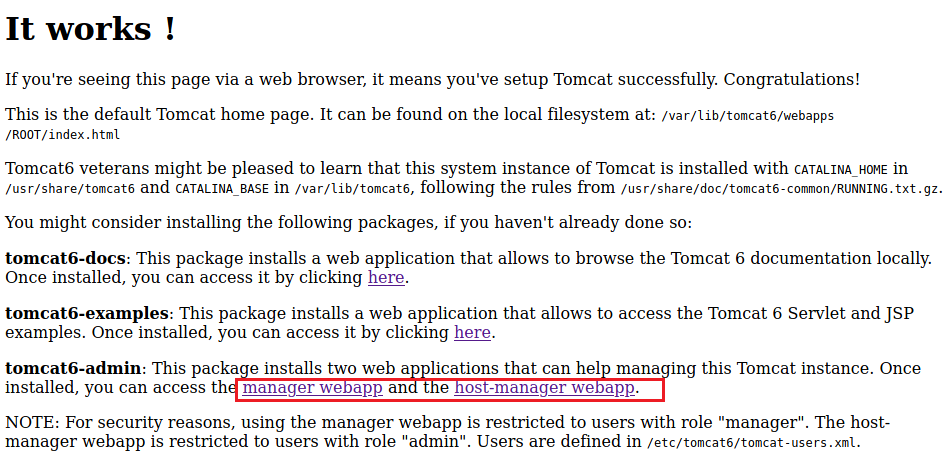 It works !
If you're seeing this page via a web browser, it means you've setup Tomcat successfully. Congratulations!
This is the default Tomcat home page. It can be found on the local filesystem at: /var/lib/tomcat6/webapps
/ROOT/index.html
Tomcat6 veterans might be pleased to learn that this system instance of Tomcat is installed with CATALINA_HOME in
/usr/share/tomcat6 and CATALINA_BASE in /var/lib/tomcat6, following the rules from /usr/share/doc/tomcat6-common/RUNNING.txt.gz.
You might consider installing the following packages, if you haven't already done so:
tomcat6-docs: This package installs a web application that allows to browse the Tomcat 6 documentation locally.
Once installed, you can access it by clicking here.
tomcat6-examples: This package installs a web application that allows to access the Tomcat 6 Servlet and JSP
examples. Once installed, you can access it by clicking here.
tomcat6-admin: This package installs two web applications that can help managing this Tomcat instance. Once
installed, you can access the manager webapp and the host-manager webapp.
NOTE: For security reasons, using the manager webapp is restricted to users with role "manager". The host-
manager webapp is restricted to users with role "admin". Users are defined in /etc/tomcat6/tomcat-users.xml.